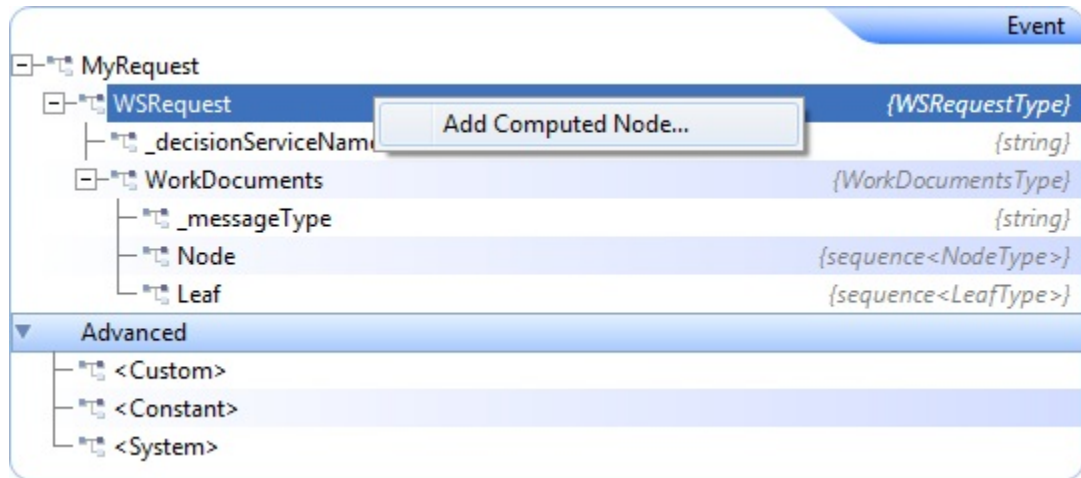 Event
MyRequest
WSRequest {WSRequestType}
Add Computed Node...
_decisionServiceName {string}
WorkDocuments {WorkDocumentsType}
_messageType {string}
Node {sequence<NodeType>}
Leaf {sequence<LeafType>}
Advanced
<Custom>
<Constant>
<System>